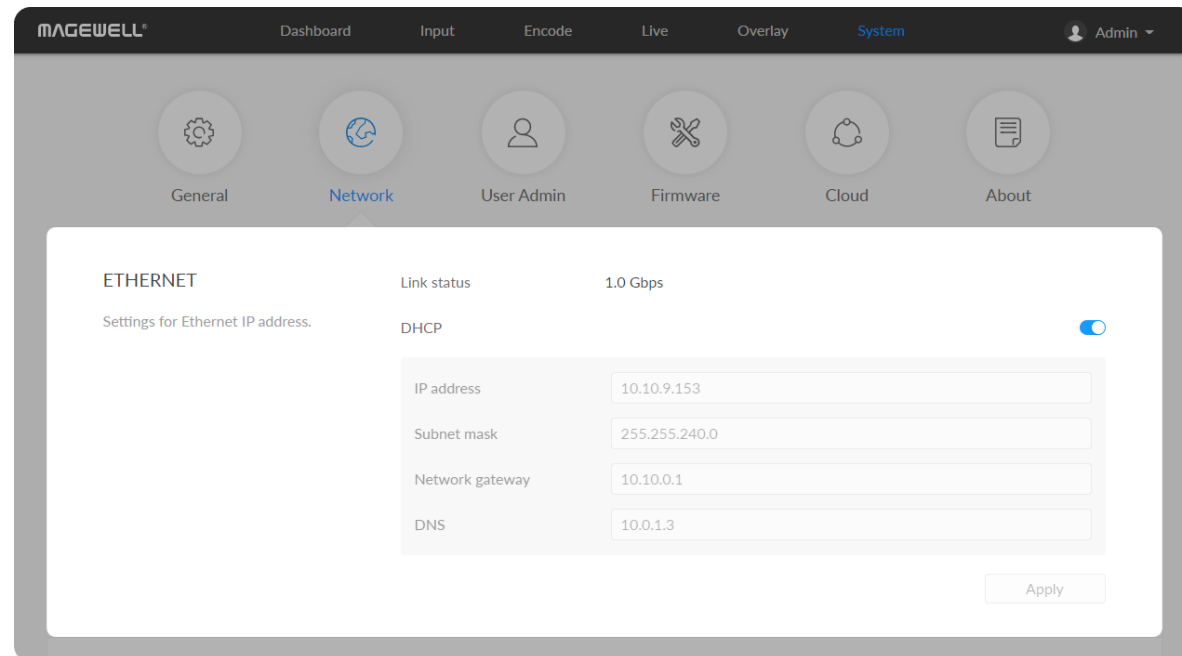 MAGEWELL®
Dashboard Input Encode Live Overlay System Admin
General Network User Admin Firmware Cloud About
ETHERNET
Settings for Ethernet IP address.
Link status 1.0 Gbps
DHCP
IP address 10.10.9.153
Subnet mask 255.255.240.0
Network gateway 10.10.0.1
DNS 10.0.1.3
Apply